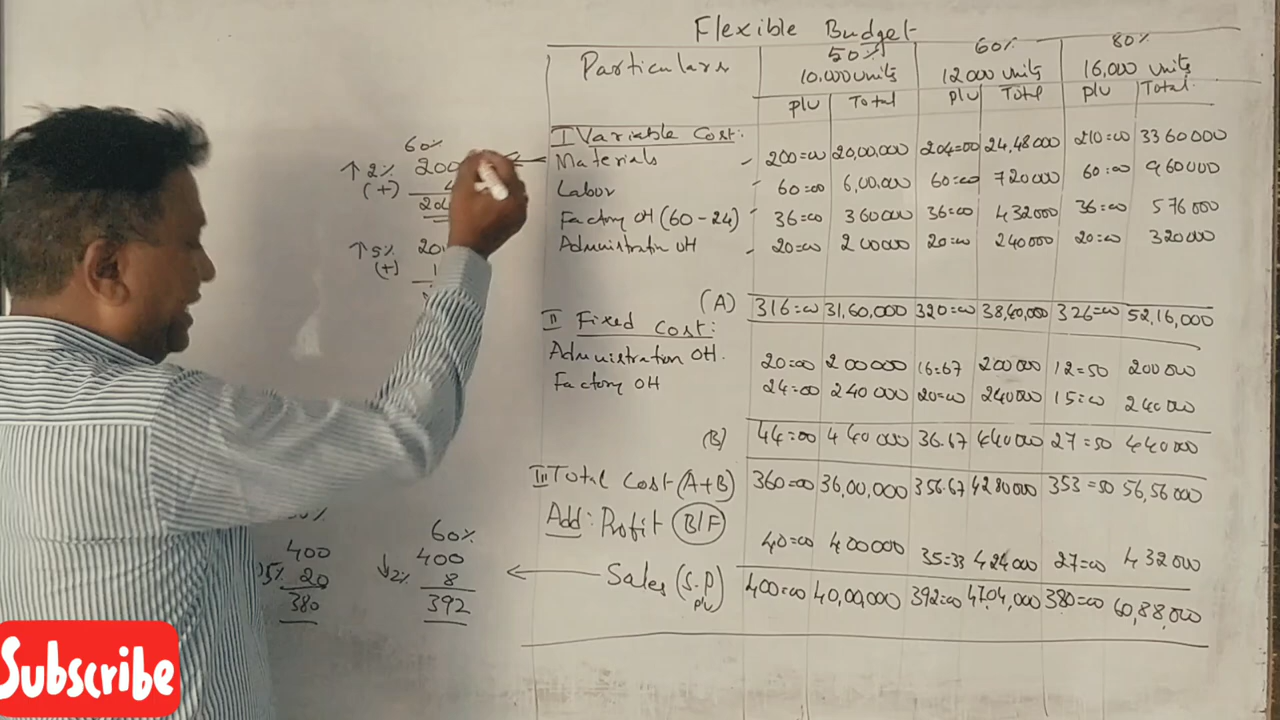 Flexible Budget
Particulars 50% 60% 80%
10,000 units 12000 units 16,000 units
P|U Total P|U Total P|U Total
I Variable Cost:
Materials 200=00 20,00,000 204=00 24,48000 210=00 3360000
Labor 60=00 6,00,000 60=00 720000 60=00 960000
Factory OH (60-24) 36=00 360000 36=00 432000 36=00 576000
Administratin OH 20=00 200000 20=00 240000 20=00 320000
(A) 316=00 31,60,000 320=00 38,40,000 326=00 52,16,000
II Fixed Cost:
Administration OH. 20=00 200000 16=67 200000 12=50 200000
Factory OH 24=00 240000 20=00 240000 15=00 240000
(B) 44=00 440000 36.67 440000 27=50 440000
III Total Cost (A+B) 360=00 36,00,000 356.67 4280000 353=50 56,56000
Add: Profit (B/F) 40=00 400000 35=33 424000 27=00 432000
Sales (S.P) P/U 400=00 40,00,000 392=00 47,04,000 380=00 60,88,000
60%
↑2% 200
(+)
↑5%
(+)
400
5% 20
380
60%
400
↓2% 8
392
Subscribe